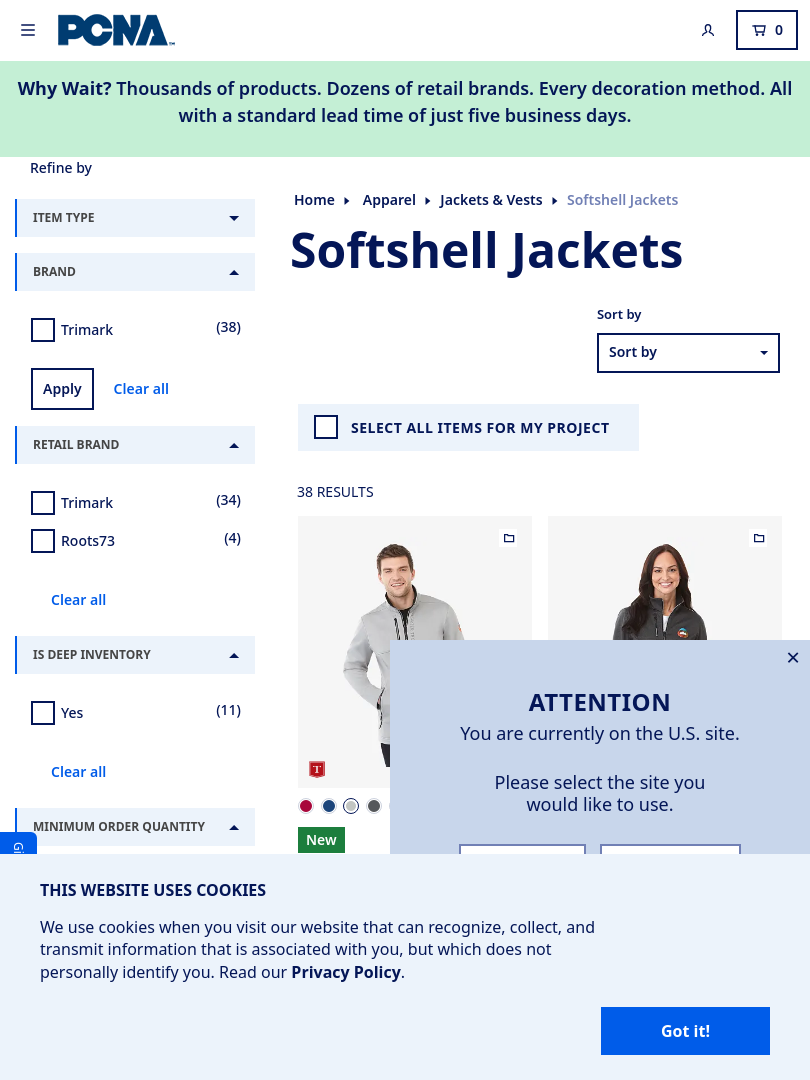 PCNA
0
Why Wait? Thousands of products. Dozens of retail brands. Every decoration method. All
with a standard lead time of just five business days.
Refine by
ITEM TYPE
BRAND
Trimark (38)
Apply Clear all
RETAIL BRAND
Trimark (34)
Roots73 (4)
Clear all
IS DEEP INVENTORY
Yes (11)
Clear all
MINIMUM ORDER QUANTITY
Home Apparel Jackets & Vests Softshell Jackets
Softshell Jackets
Sort by
Sort by
SELECT ALL ITEMS FOR MY PROJECT
38 RESULTS
T
New
ATTENTION
You are currently on the U.S. site.
Please select the site you
would like to use.
THIS WEBSITE USES COOKIES
We use cookies when you visit our website that can recognize, collect, and
transmit information that is associated with you, but which does not
personally identify you. Read our Privacy Policy.
Got it!